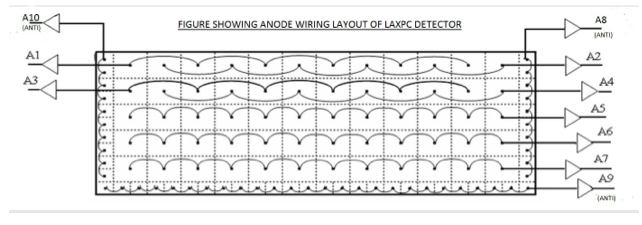 FIGURE SHOWING ANODE WIRING LAYOUT OF LAXPC DETECTOR
A10
(ANTI)
A8
(ANTI)
A1
A2
A3
A4
A5
A6
A7
A9
(ANTI)